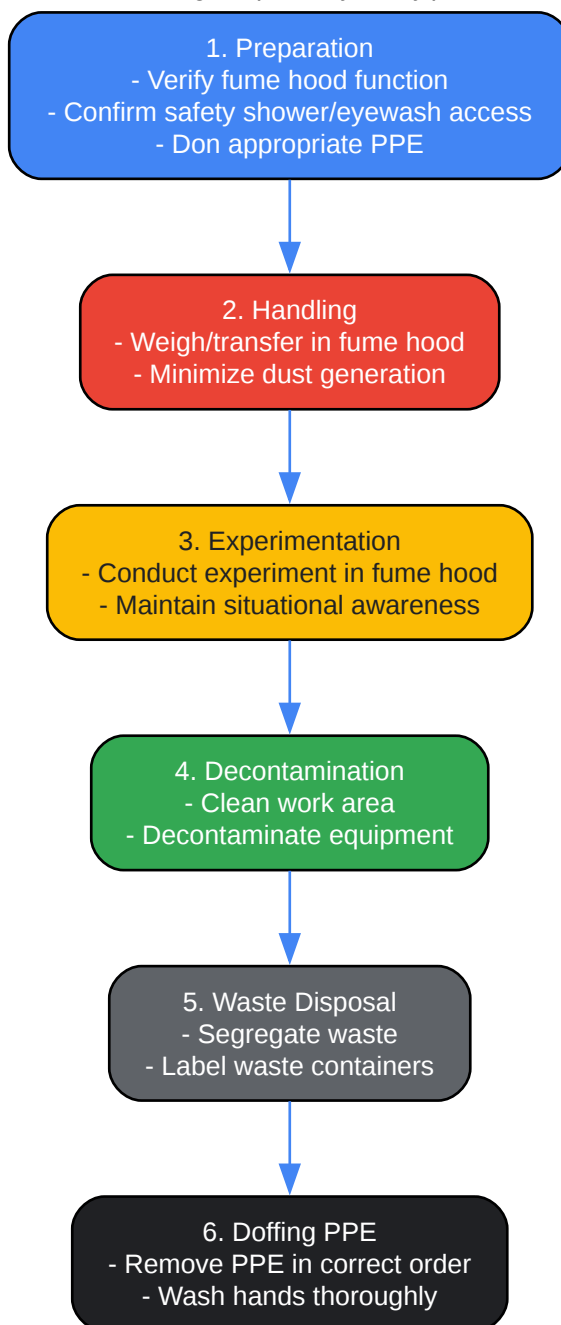 1. Preparation
- Verify fume hood function
- Confirm safety shower/eyewash access
- Don appropriate PPE
2. Handling
- Weigh/transfer in fume hood
- Minimize dust generation
3. Experimentation
- Conduct experiment in fume hood
- Maintain situational awareness
4. Decontamination
- Clean work area
- Decontaminate equipment
5. Waste Disposal
- Segregate waste
- Label waste containers
6. Doffing PPE
- Remove PPE in correct order
- Wash hands thoroughly